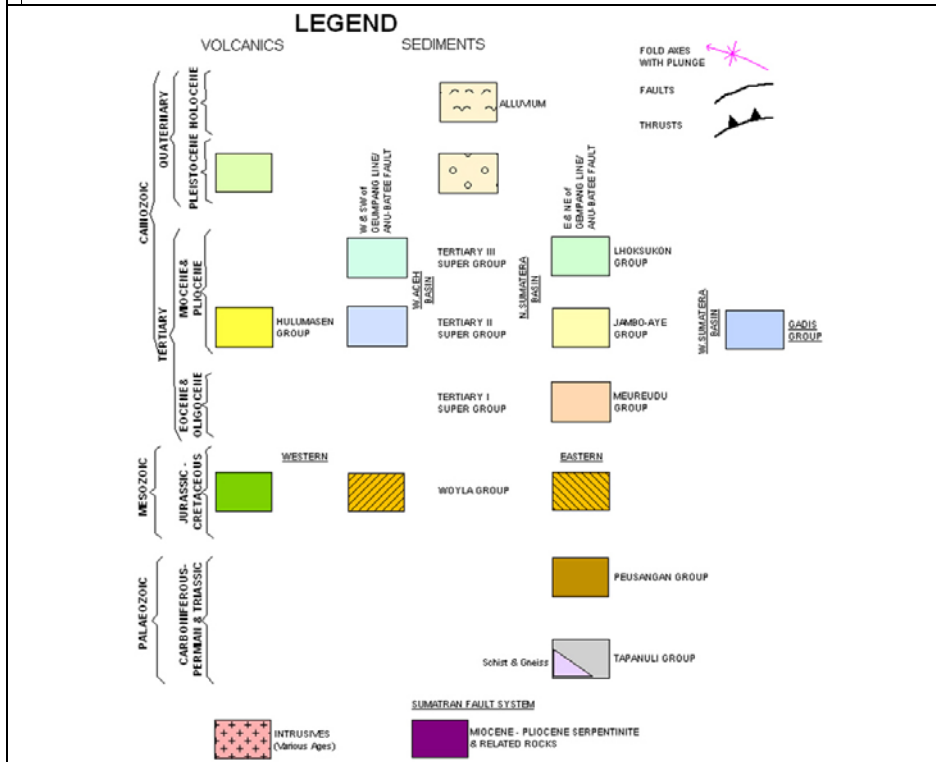 LEGEND
VOLCANICS
SEDIMENTS
FOLD AXES
WITH PLUNGE
FAULTS
THRUSTS
CAINOZOIC
QUATERNARY
HOLOCENE
PLEISTOCENE
ALLUVIUM
W & SW of
GEUMPANG LINE/
ANU-BATEE FAULT
E & NE of
GEMPANG LINE/
ANU-BATEE FAULT
TERTIARY
MIOCENE &
PLIOCENE
HULUMASEN
GROUP
W.ACEH
BASIN
TERTIARY III
SUPER GROUP
TERTIARY II
SUPER GROUP
N.SUMATERA
BASIN
LHOKSUKON
GROUP
JAMBO-AYE
GROUP
W.SUMATERA
BASIN
GADIS
GROUP
EOCENE &
OLIGOCENE
TERTIARY I
SUPER GROUP
MEUREUDU
GROUP
MESOZOIC
JURASSIC -
CRETACEOUS
WESTERN
EASTERN
WOYLA GROUP
PALAEOZOIC
CARBONIFEROUS-
PERMIAN & TRIASSIC
PEUSANGAN GROUP
Schist & Gneiss
TAPANULI GROUP
SUMATRAN FAULT SYSTEM
INTRUSIVES
(Various Ages)
MIOCENE - PLIOCENE SERPENTINITE
& RELATED ROCKS